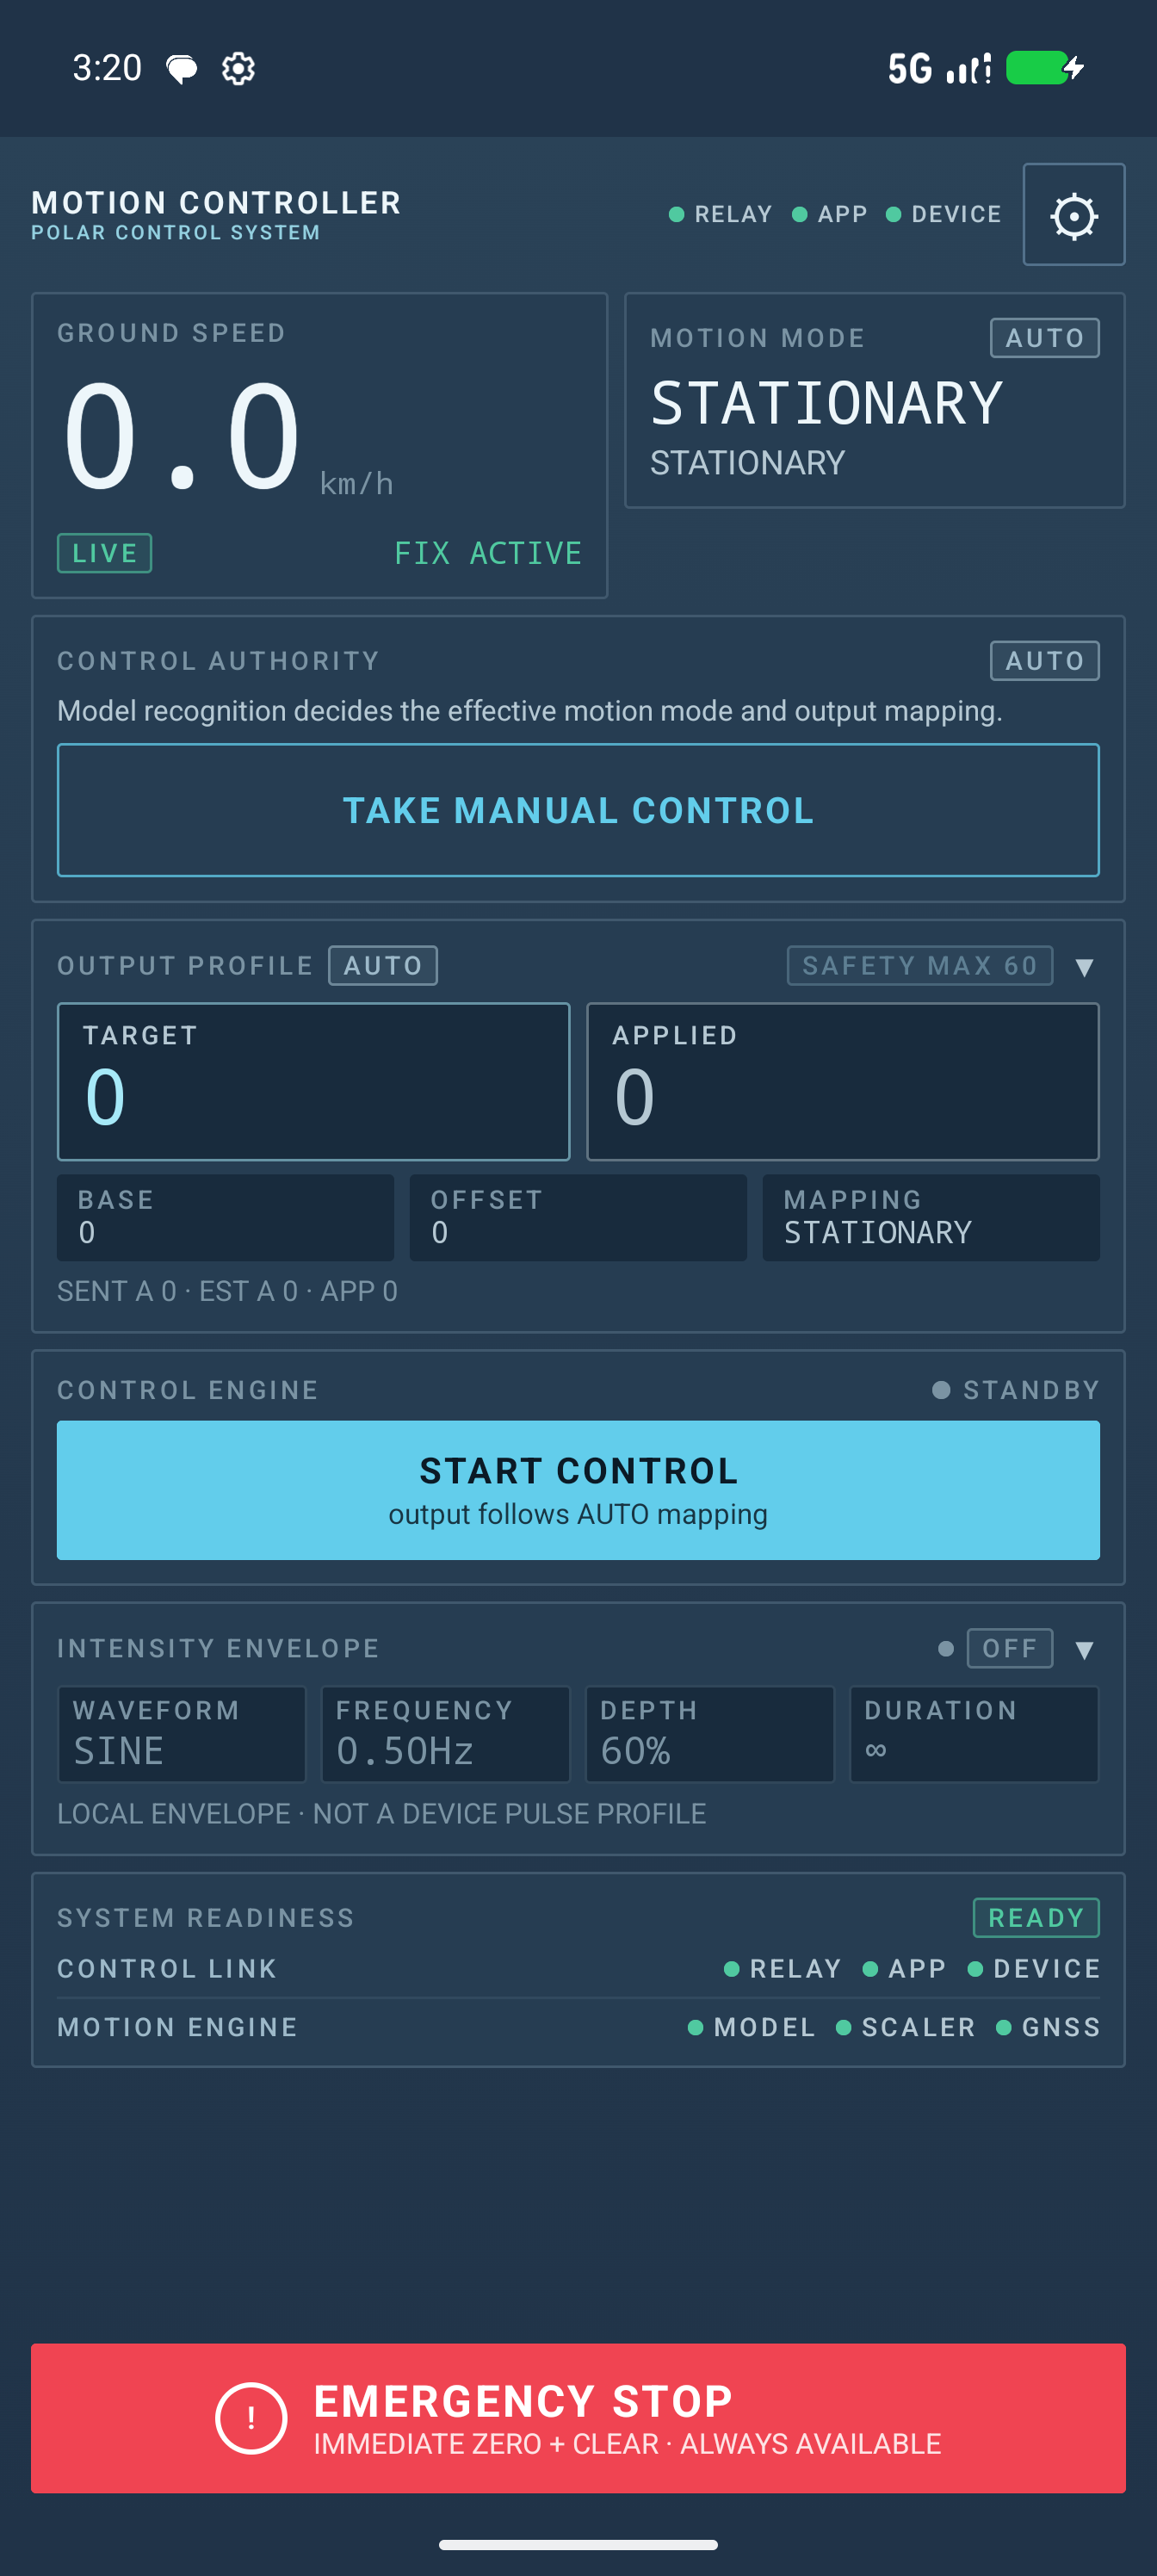 3:20
5G
MOTION CONTROLLER
POLAR CONTROL SYSTEM
RELAY APP DEVICE
GROUND SPEED
0.0 km/h
LIVE FIX ACTIVE
MOTION MODE AUTO
STATIONARY
STATIONARY
CONTROL AUTHORITY AUTO
Model recognition decides the effective motion mode and output mapping.
TAKE MANUAL CONTROL
OUTPUT PROFILE AUTO SAFETY MAX 60 ▼
TARGET
0
APPLIED
0
BASE
0
OFFSET
0
MAPPING
STATIONARY
SENT A 0 · EST A 0 · APP 0
CONTROL ENGINE STANDBY
START CONTROL
output follows AUTO mapping
INTENSITY ENVELOPE OFF ▼
WAVEFORM
SINE
FREQUENCY
0.50Hz
DEPTH
60%
DURATION
∞
LOCAL ENVELOPE · NOT A DEVICE PULSE PROFILE
SYSTEM READINESS READY
CONTROL LINK RELAY APP DEVICE
MOTION ENGINE MODEL SCALER GNSS
! EMERGENCY STOP
IMMEDIATE ZERO + CLEAR · ALWAYS AVAILABLE